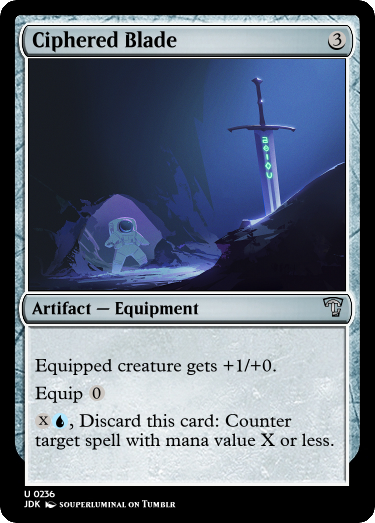 Ciphered Blade 3
aeiou
Artifact — Equipment
Equipped creature gets +1/+0.
Equip 0
X, Discard this card: Counter
target spell with mana value X or less.
U 0236
JDK SOUPERLUMINAL ON TUMBLR